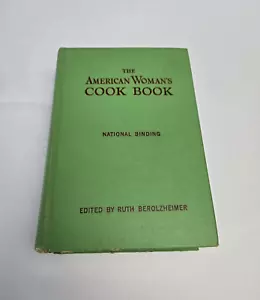 THE
AMERICAN WOMAN'S
COOK BOOK
NATIONAL BINDING
EDITED BY RUTH BEROLZHEIMER